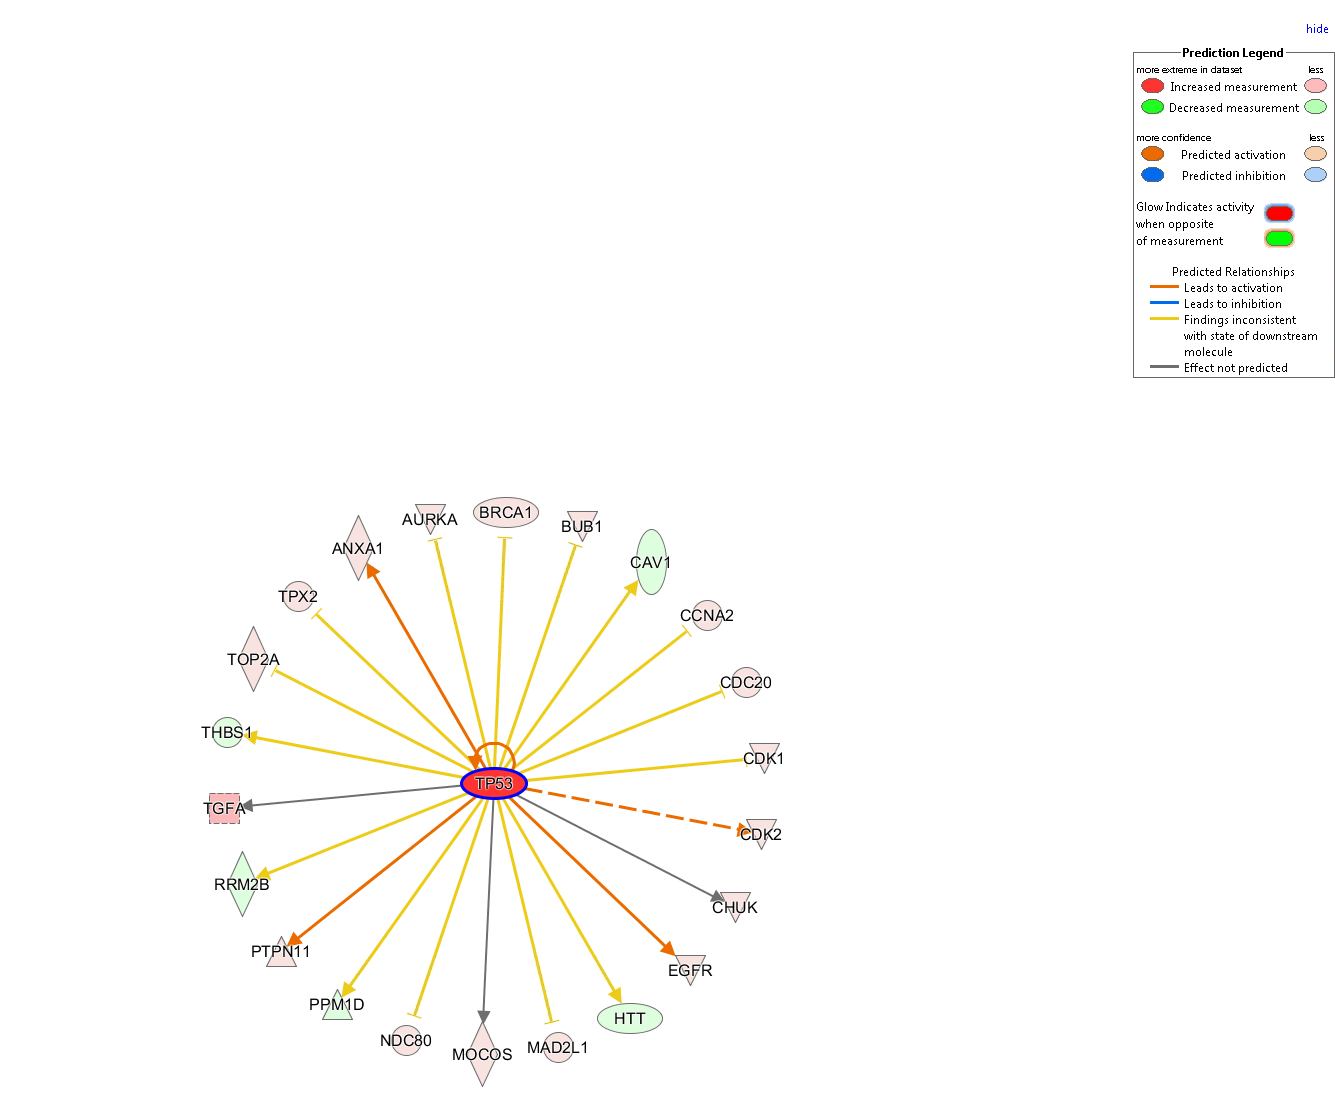 hide
Prediction Legend
more extreme in dataset less
Increased measurement
Decreased measurement
more confidence less
Predicted activation
Predicted inhibition
Glow Indicates activity
when opposite
of measurement
Predicted Relationships
Leads to activation
Leads to inhibition
Findings inconsistent
with state of downstream
molecule
Effect not predicted
BRCA1
AURKA
BUB1
ANXA1
CAV1
TPX2
CCNA2
TOP2A
CDC20
THBS1
CDK1
TP53
TGFA
CDK2
RRM2B
CHUK
PTPN11
EGFR
PPM1D
HTT
NDC80
MAD2L1
MOCOS